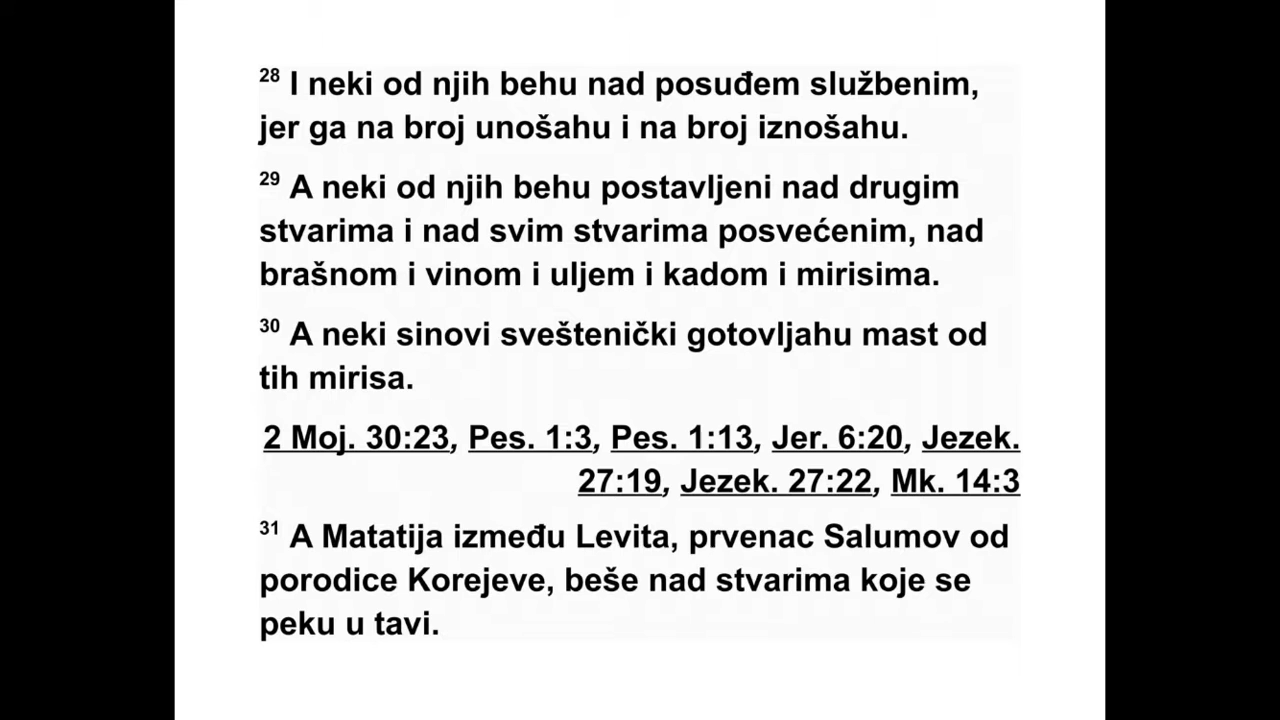 28 I neki od njih behu nad posuđem službenim,
jer ga na broj unošahu i na broj iznošahu.
29 A neki od njih behu postavljeni nad drugim
stvarima i nad svim stvarima posvećenim, nad
brašnom i vinom i uljem i kadom i mirisima.
30 A neki sinovi sveštenički gotovljahu mast od
tih mirisa.
2 Moj. 30:23, Pes. 1:3, Pes. 1:13, Jer. 6:20, Jezek.
27:19, Jezek. 27:22, Mk. 14:3
31 A Matatija između Levita, prvenac Salumov od
porodice Korejeve, beše nad stvarima koje se
peku u tavi.